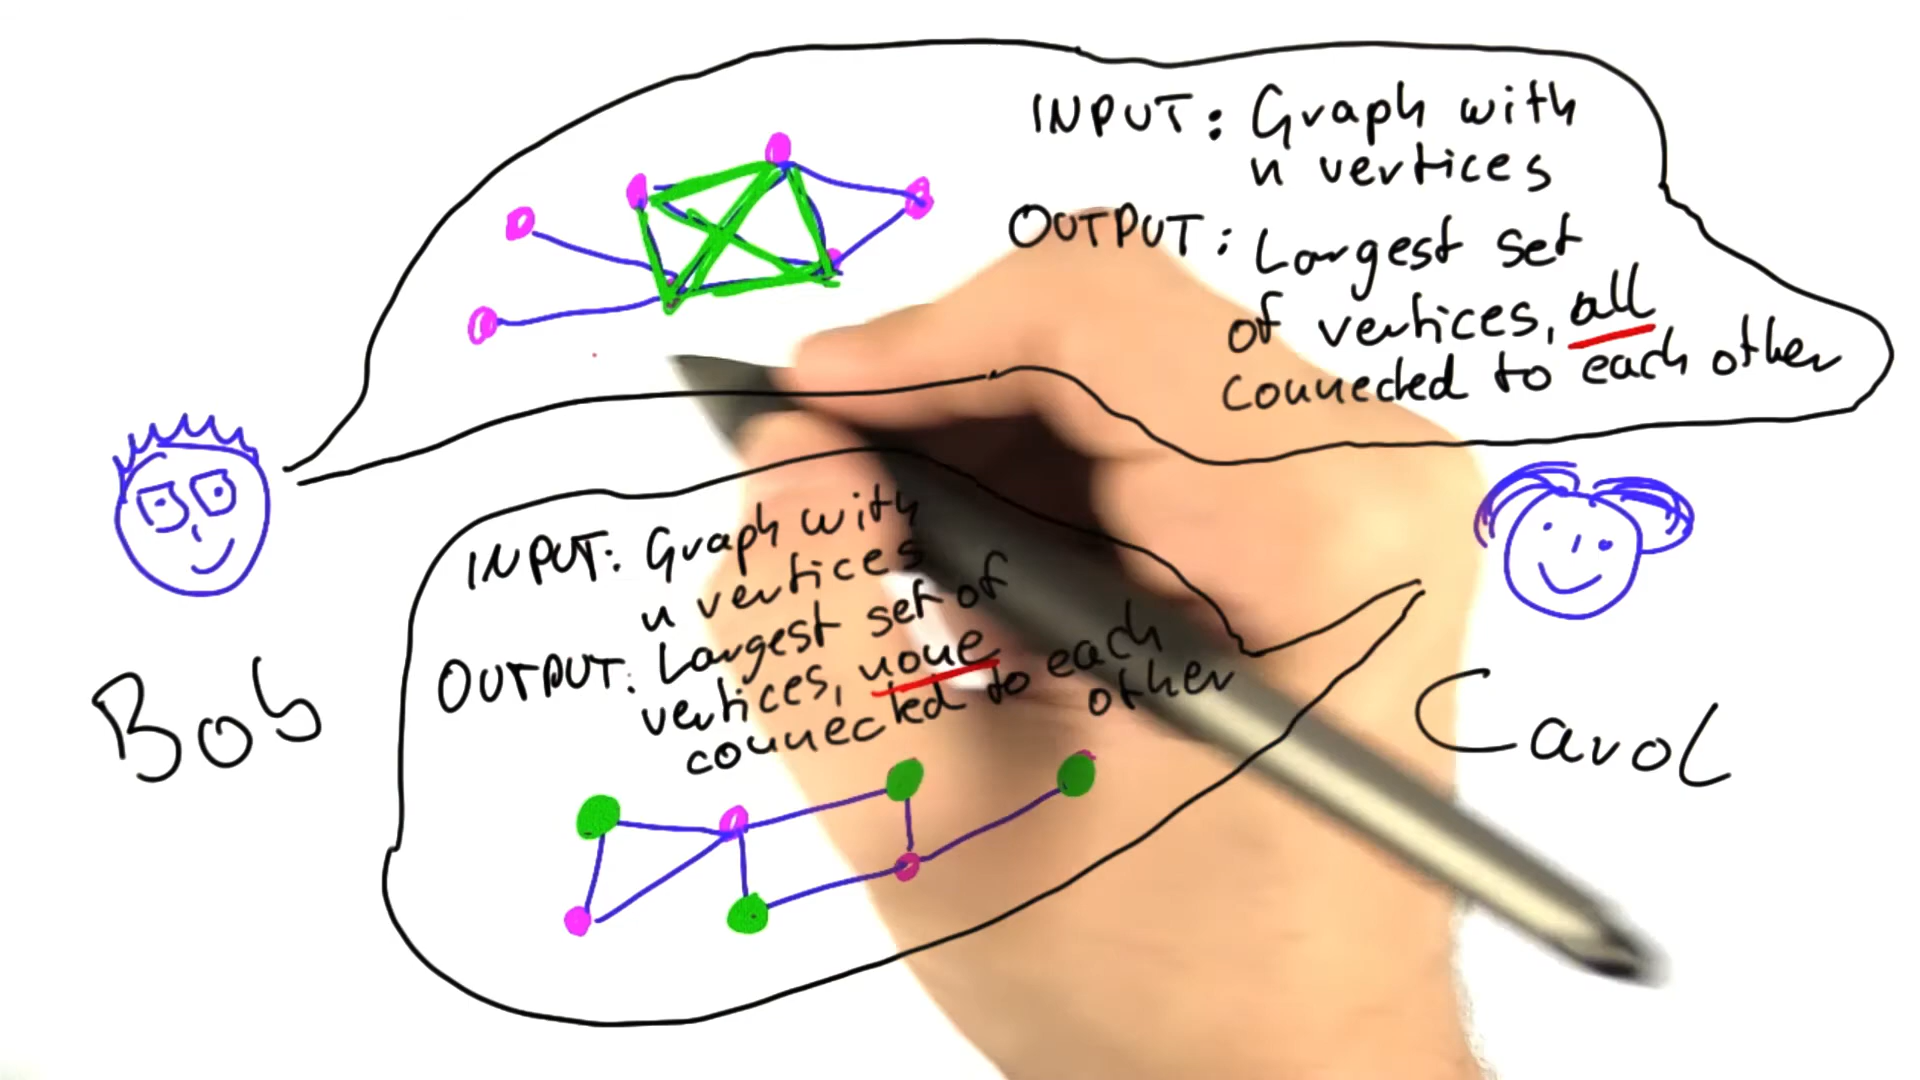 INPUT: Graph with
n vertices
OUTPUT: Largest set
of vertices, all
connected to each other
INPUT: Graph with
n vertices
OUTPUT: Largest set of
vertices, none
connected to each
other
Bob
Carol